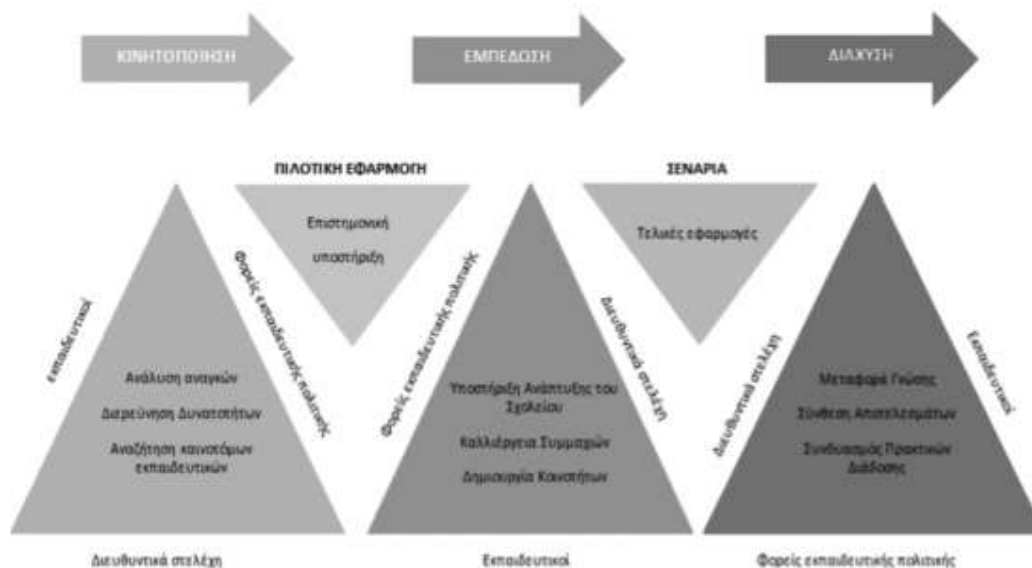 ΚΙΝΗΤΟΠΟΙΗΣΗ
ΕΜΠΕΔΩΣΗ
ΔΙΑΧΥΣΗ
ΠΙΛΟΤΙΚΗ ΕΦΑΡΜΟΓΗ
ΣΕΝΑΡΙΑ
Επιστημονική
υποστήριξη
Τελικές εφαρμογές
εκπαιδευτικοί
Φορείς εκπαιδευτικής πολιτικής
Φορείς εκπαιδευτικής πολιτικής
Διευθυντικά στελέχη
Διευθυντικά στελέχη
Εκπαιδευτικοί
Ανάλυση αναγκών
Διερεύνηση Δυνατοτήτων
Αναζήτηση καινοτόμων
εκπαιδευτικών
Υποστήριξη Ανάπτυξης του
Σχολείου
Καλλιέργεια Συμμαχιών
Δημιουργία Κοινοτήτων
Μεταφορά Γνώσης
Σύνθεση Αποτελεσμάτων
Συνδυασμός Πρακτικών
Διάδοσης
Διευθυντικά στελέχη
Εκπαιδευτικοί
Φορείς εκπαιδευτικής πολιτικής